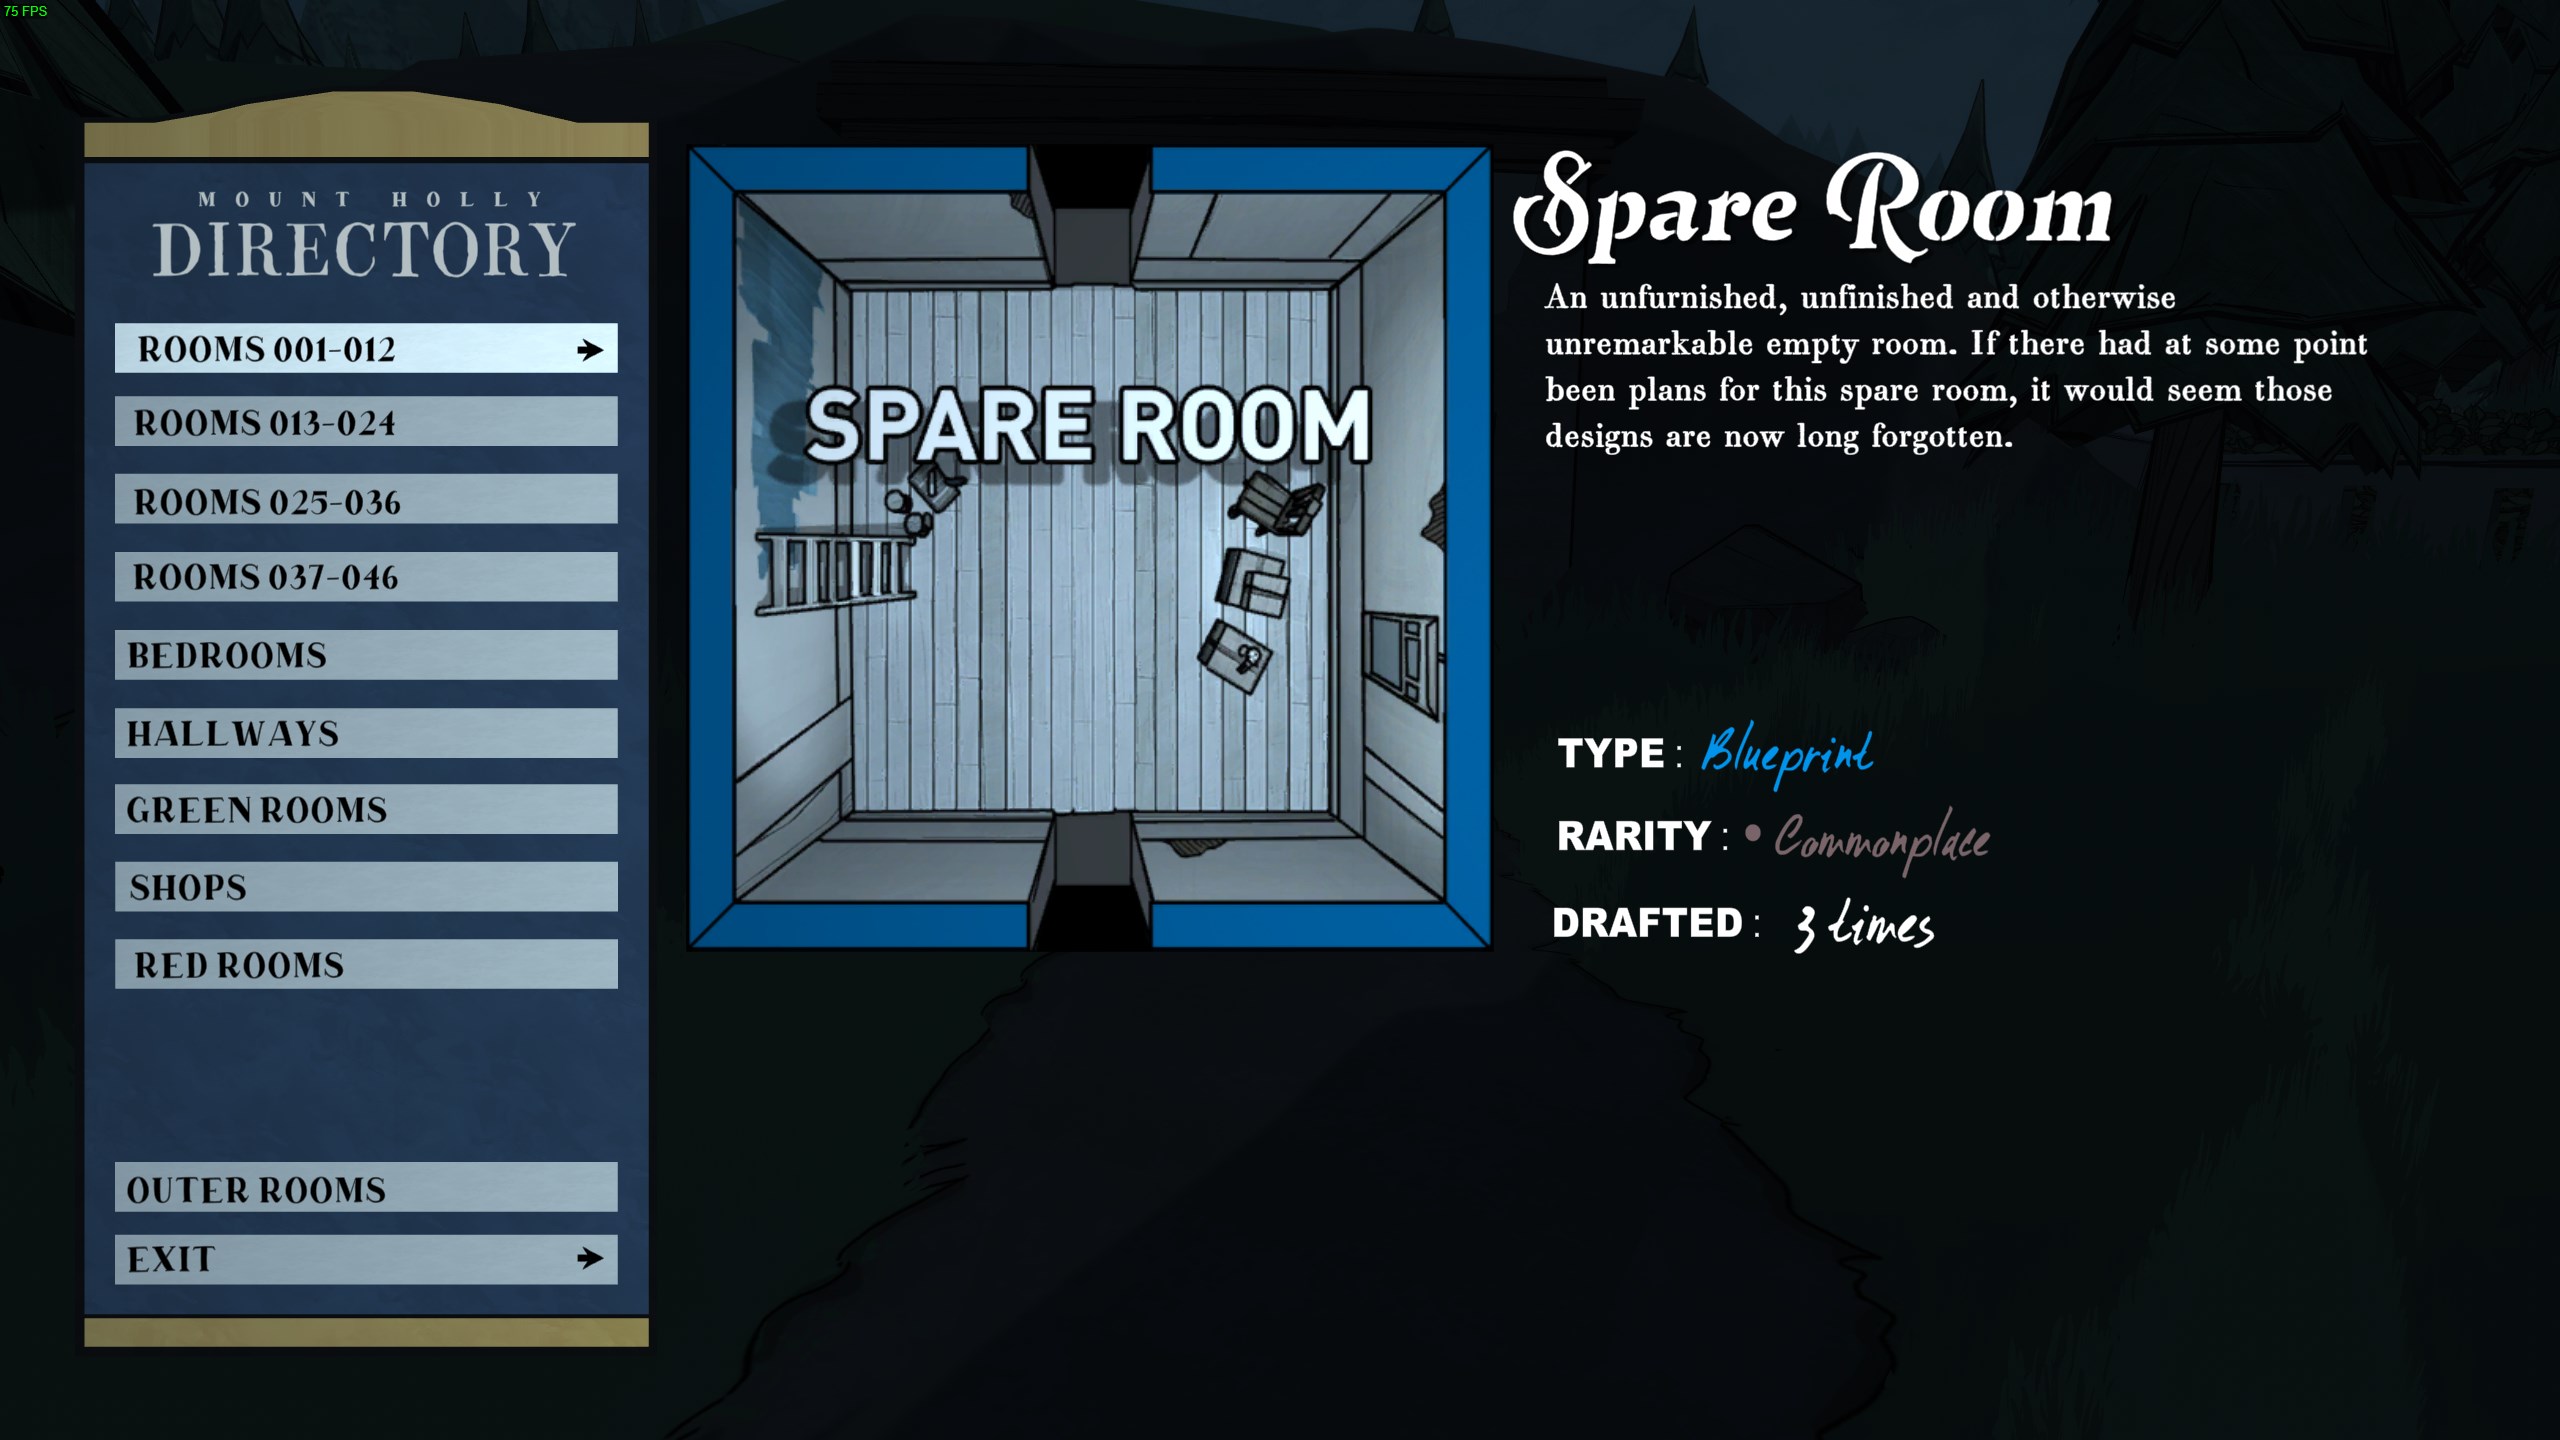 75 FPS
MOUNT HOLLY
DIRECTORY
ROOMS 001-012
ROOMS 013-024
ROOMS 025-036
ROOMS 037-046
BEDROOMS
HALLWAYS
GREEN ROOMS
SHOPS
RED ROOMS
OUTER ROOMS
EXIT
SPARE ROOM
Spare Room
An unfurnished, unfinished and otherwise
unremarkable empty room. If there had at some point
been plans for this spare room, it would seem those
designs are now long forgotten.
TYPE : Blueprint
RARITY : • Commonplace
DRAFTED : 3 times